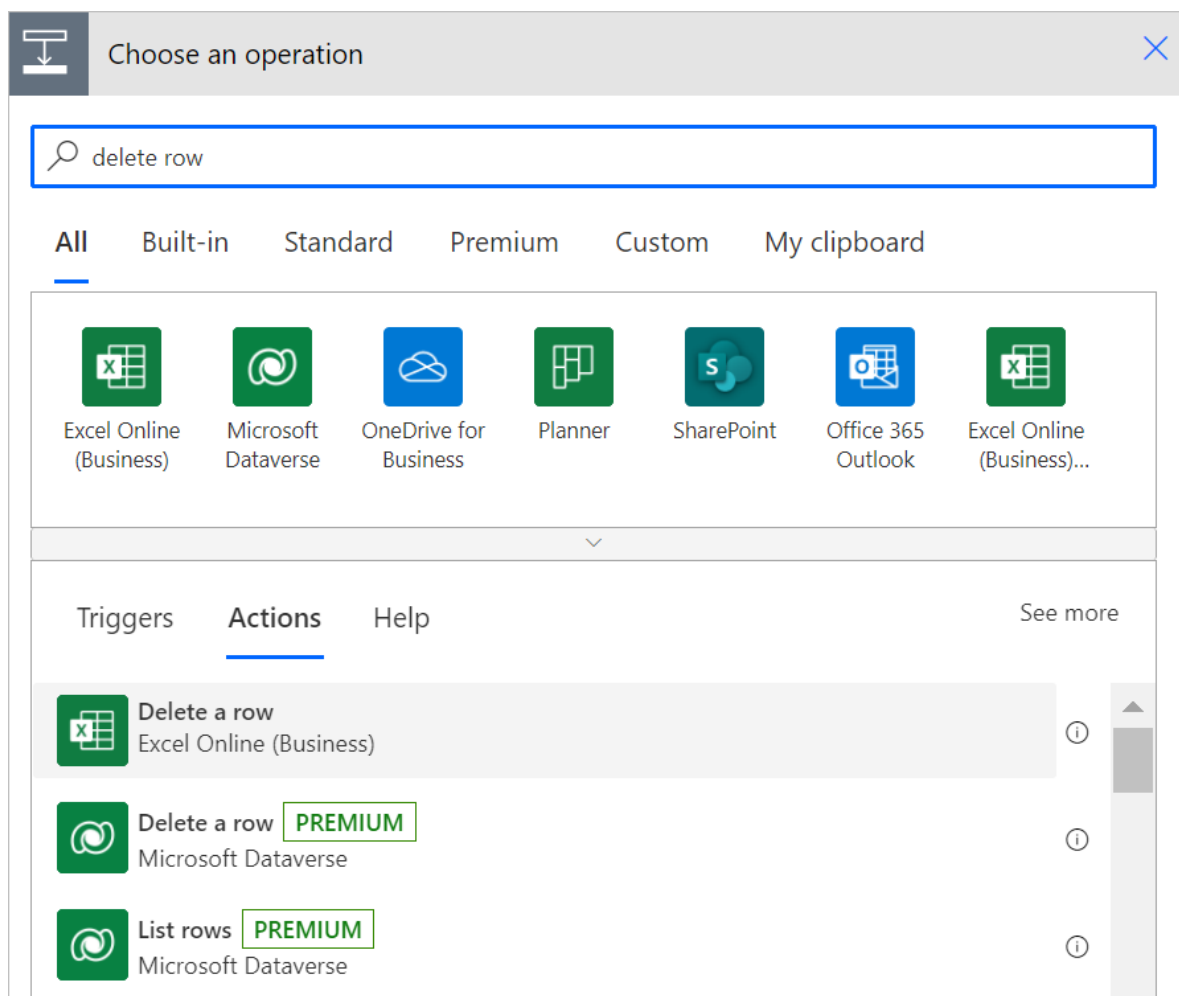 Choose an operation
delete row
All Built-in Standard Premium Custom My clipboard
Excel Online Microsoft OneDrive for Planner SharePoint Office 365 Excel Online
(Business) Dataverse Business Outlook (Business)...
Triggers Actions Help See more
Delete a row
Excel Online (Business)
Delete a row PREMIUM
Microsoft Dataverse
List rows PREMIUM
Microsoft Dataverse